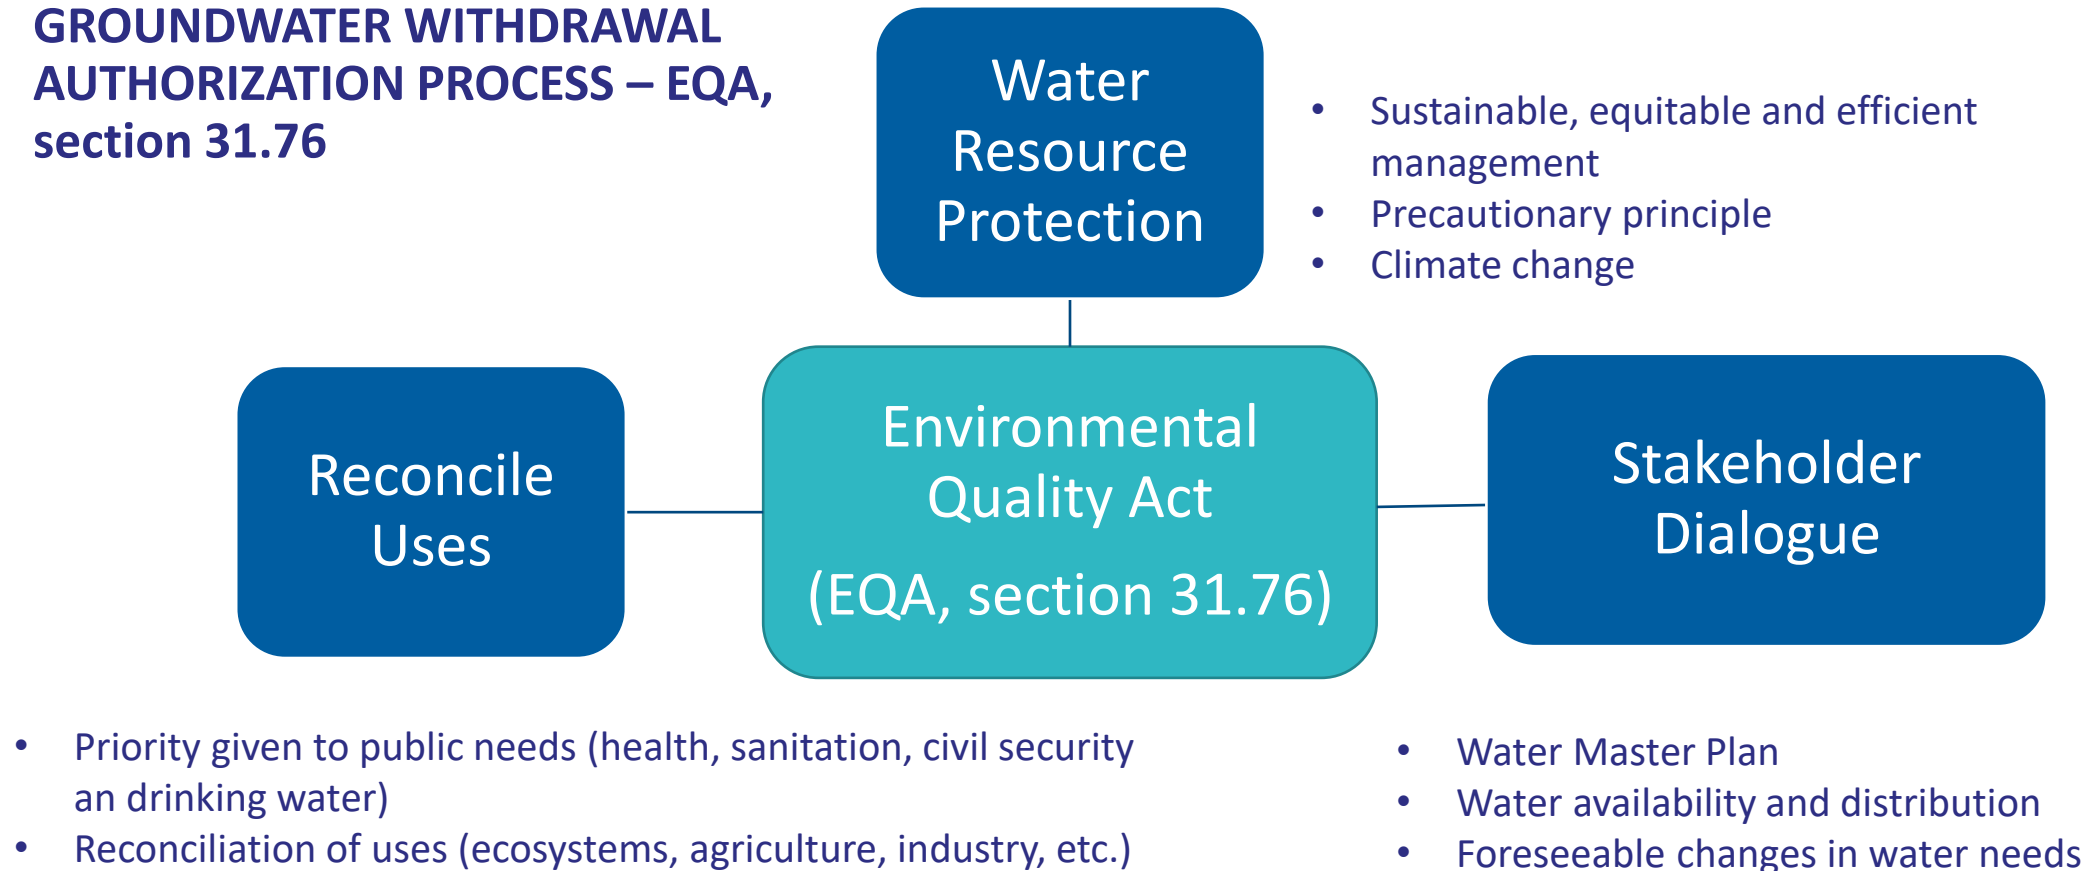 GROUNDWATER WITHDRAWAL
AUTHORIZATION PROCESS – EQA,
section 31.76
Water
Resource
Protection
• Sustainable, equitable and efficient
management
• Precautionary principle
• Climate change
Reconcile
Uses
Environmental
Quality Act
(EQA, section 31.76)
Stakeholder
Dialogue
• Priority given to public needs (health, sanitation, civil security
an drinking water)
• Reconciliation of uses (ecosystems, agriculture, industry, etc.)
• Water Master Plan
• Water availability and distribution
• Foreseeable changes in water needs